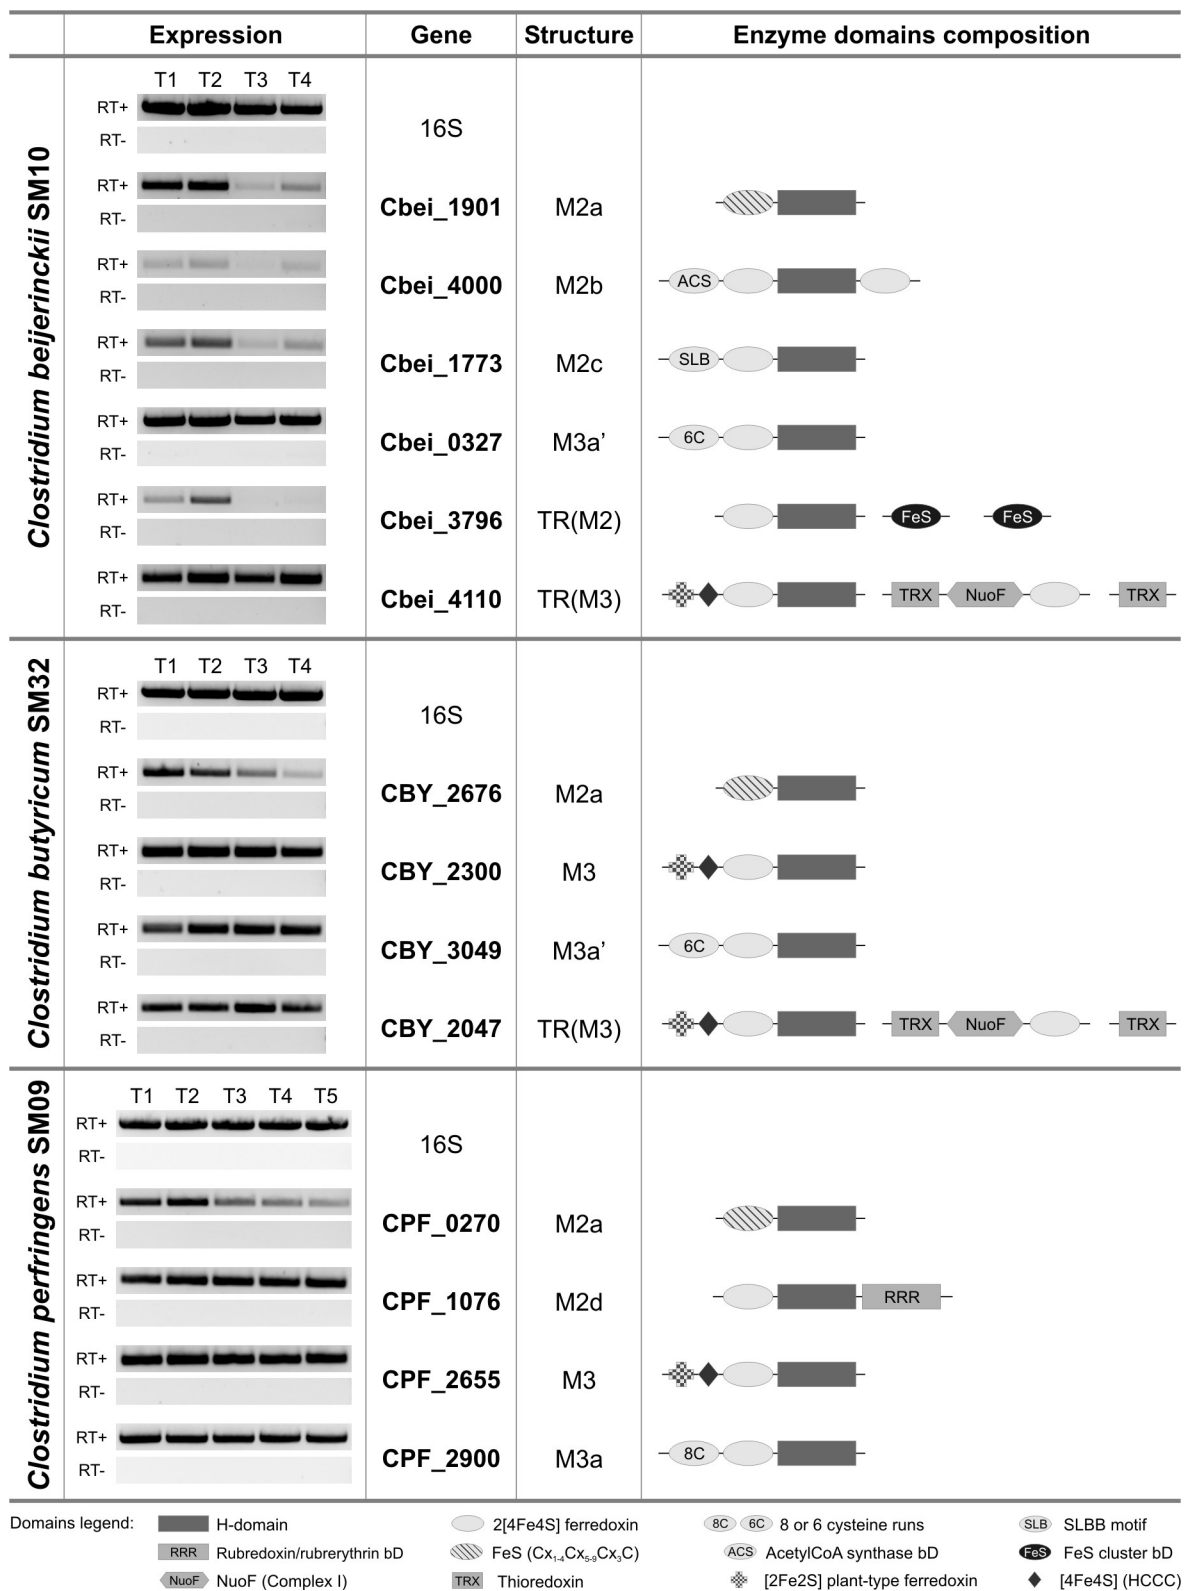 Expression Gene Structure Enzyme domains composition
Clostridium beijerinckii SM10
T1 T2 T3 T4
RT+
RT-
16S
RT+
RT-
Cbei_1901 M2a
RT+
RT-
Cbei_4000 M2b ACS
RT+
RT-
Cbei_1773 M2c SLB
RT+
RT-
Cbei_0327 M3a’ 6C
RT+
RT-
Cbei_3796 TR(M2) FeS FeS
RT+
RT-
Cbei_4110 TR(M3) TRX NuoF TRX
Clostridium butyricum SM32
T1 T2 T3 T4
RT+
RT-
16S
RT+
RT-
CBY_2676 M2a
RT+
RT-
CBY_2300 M3
RT+
RT-
CBY_3049 M3a’ 6C
RT+
RT-
CBY_2047 TR(M3) TRX NuoF TRX
Clostridium perfringens SM09
T1 T2 T3 T4 T5
RT+
RT-
16S
RT+
RT-
CPF_0270 M2a
RT+
RT-
CPF_1076 M2d RRR
RT+
RT-
CPF_2655 M3
RT+
RT-
CPF_2900 M3a 8C
Domains legend: H-domain 2[4Fe4S] ferredoxin 8C 6C 8 or 6 cysteine runs SLB SLBB motif
RRR Rubredoxin/rubrerythrin bD FeS (Cx1-4Cx5-9Cx3C) ACS AcetylCoA synthase bD FeS FeS cluster bD
NuoF NuoF (Complex I) TRX Thioredoxin [2Fe2S] plant-type ferredoxin [4Fe4S] (HCCC)